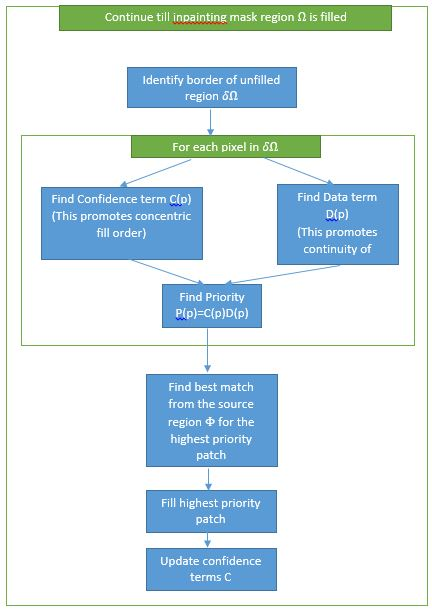 Continue till inpainting mask region Ω is filled
Identify border of unfilled
region δΩ
For each pixel in δΩ
Find Confidence term C(p)
(This promotes concentric
fill order)
Find Data term
D(p)
(This promotes
continuity of
Find Priority
P(p)=C(p)D(p)
Find best match
from the source
region Φ for the
highest priority
patch
Fill highest priority
patch
Update confidence
terms C